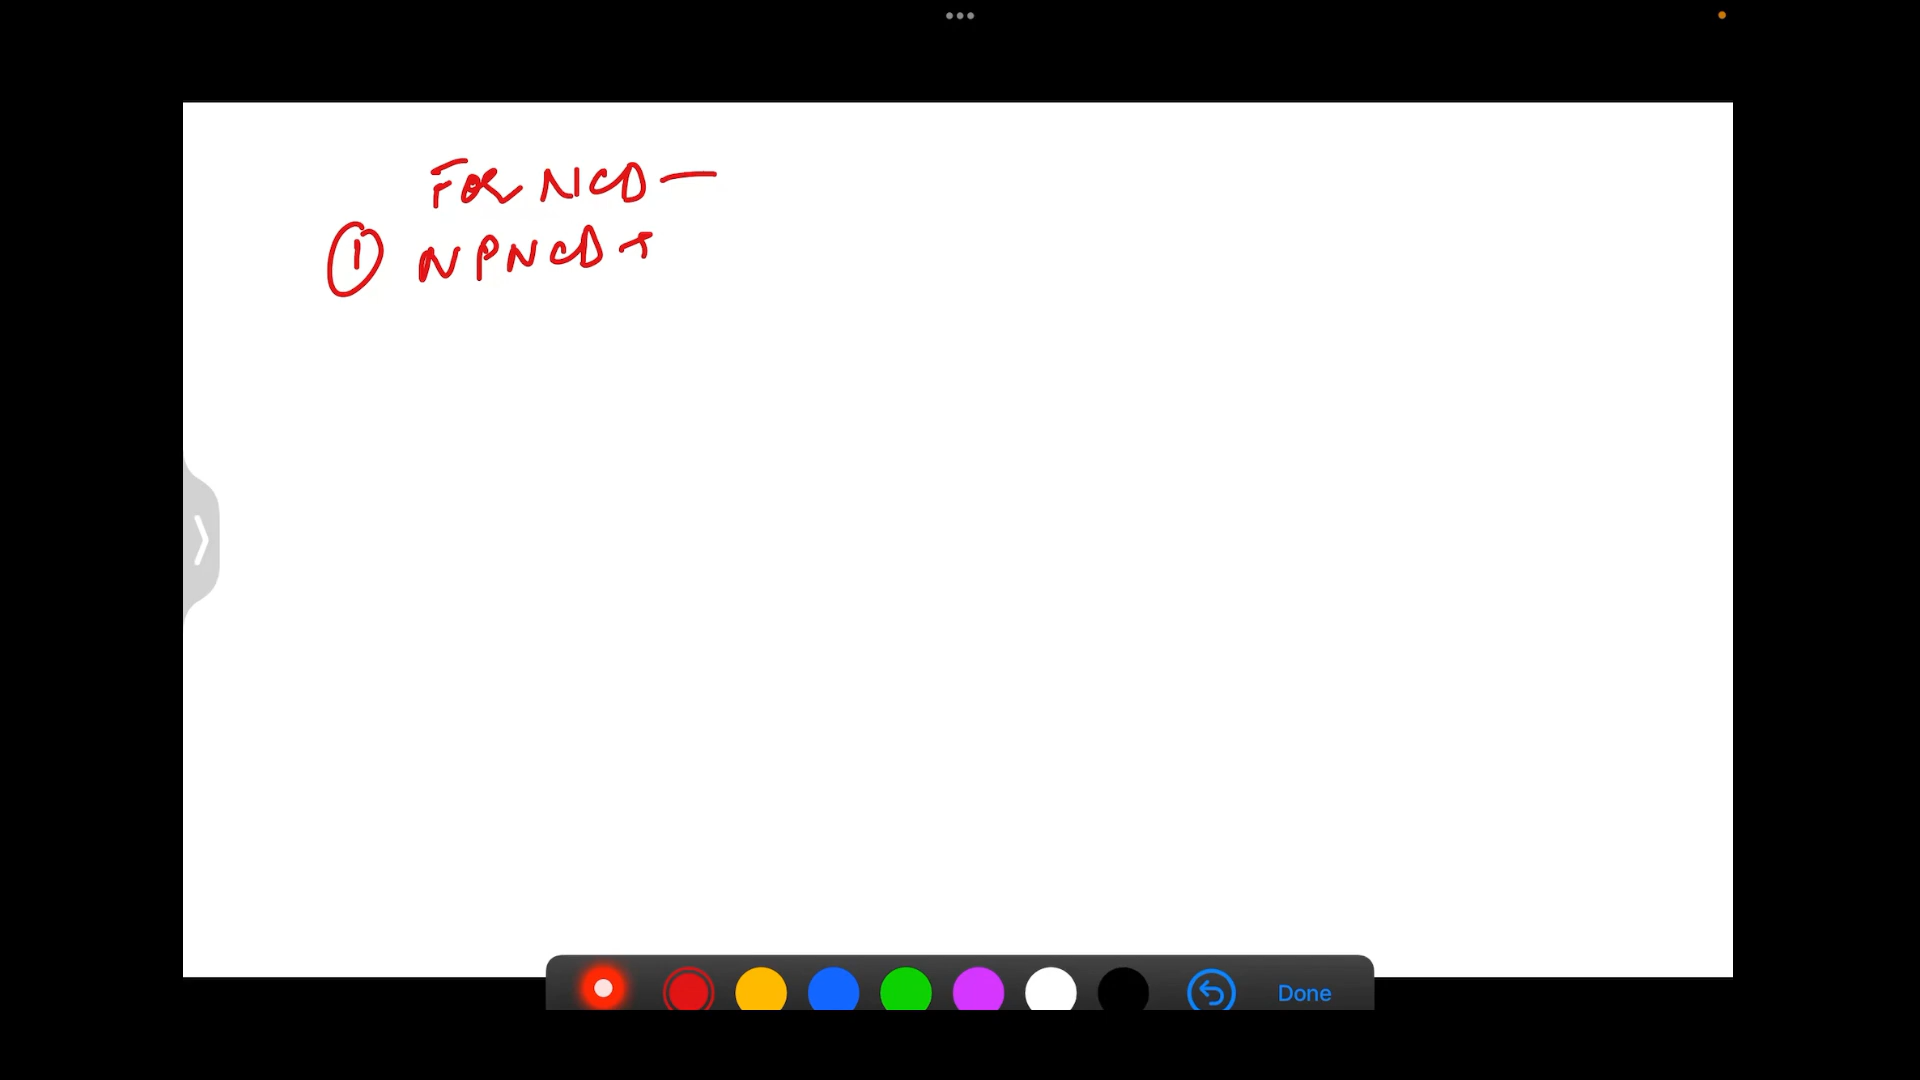 For NCD —
① NPNCD
Done